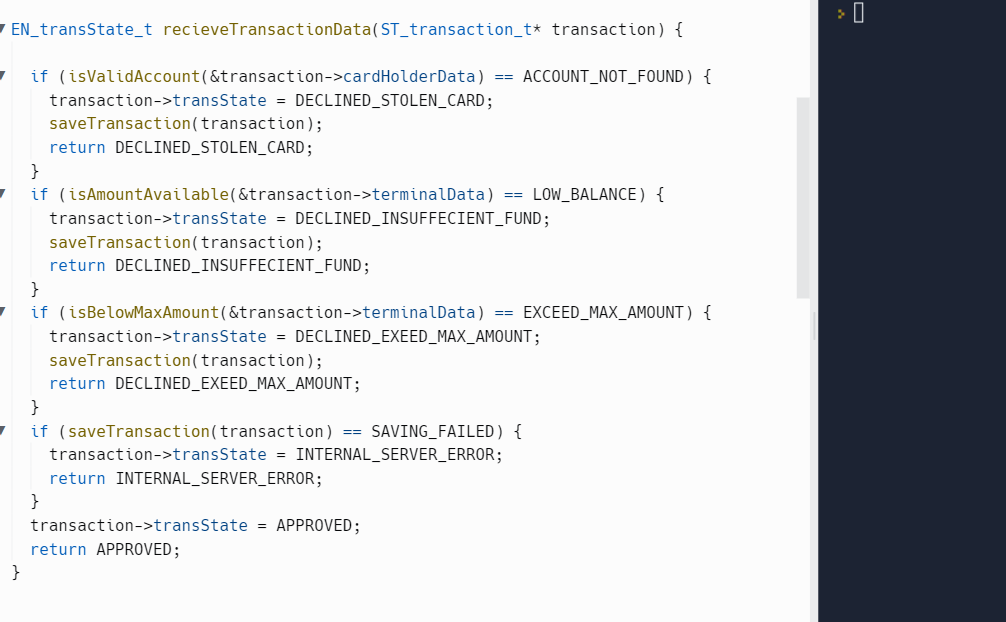 EN_transState_t recieveTransactionData(ST_transaction_t* transaction) {
if (isValidAccount(&transaction->cardHolderData) == ACCOUNT_NOT_FOUND) {
transaction->transState = DECLINED_STOLEN_CARD;
saveTransaction(transaction);
return DECLINED_STOLEN_CARD;
}
if (isAmountAvailable(&transaction->terminalData) == LOW_BALANCE) {
transaction->transState = DECLINED_INSUFFECIENT_FUND;
saveTransaction(transaction);
return DECLINED_INSUFFECIENT_FUND;
}
if (isBelowMaxAmount(&transaction->terminalData) == EXCEED_MAX_AMOUNT) {
transaction->transState = DECLINED_EXEED_MAX_AMOUNT;
saveTransaction(transaction);
return DECLINED_EXEED_MAX_AMOUNT;
}
if (saveTransaction(transaction) == SAVING_FAILED) {
transaction->transState = INTERNAL_SERVER_ERROR;
return INTERNAL_SERVER_ERROR;
}
transaction->transState = APPROVED;
return APPROVED;
}